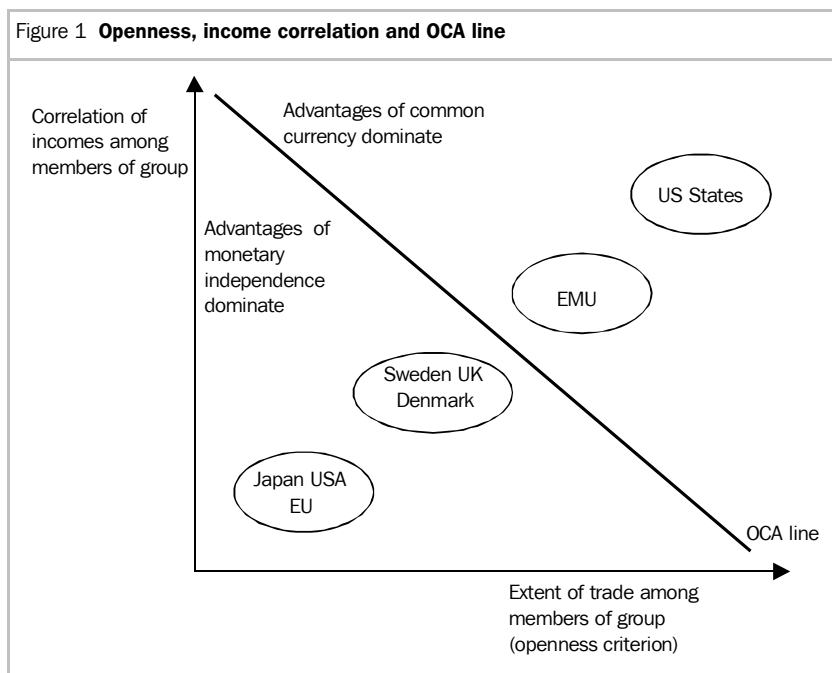 Figure 1 Openness, income correlation and OCA line
Correlation of
incomes among
members of group
Advantages of common
currency dominate
US States
Advantages of
monetary
independence
dominate
EMU
Sweden UK
Denmark
Japan USA
EU
OCA line
Extent of trade among
members of group
(openness criterion)